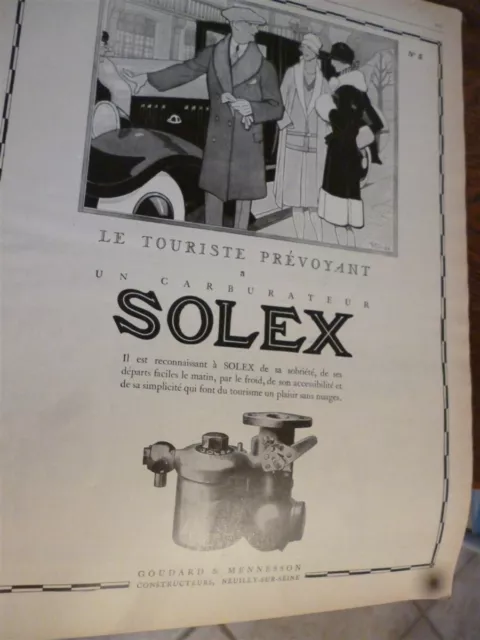 N° 8
LE TOURISTE PRÉVOYANT
a
UN CARBURATEUR
SOLEX
Il est reconnaissant à SOLEX de sa sobriété, de ses
départs faciles le matin, par le froid, de son accessibilité et
de sa simplicité qui font du tourisme un plaisir sans nuages.
GOUDARD & MENNESSON
CONSTRUCTEURS, NEUILLY-SUR-SEINE